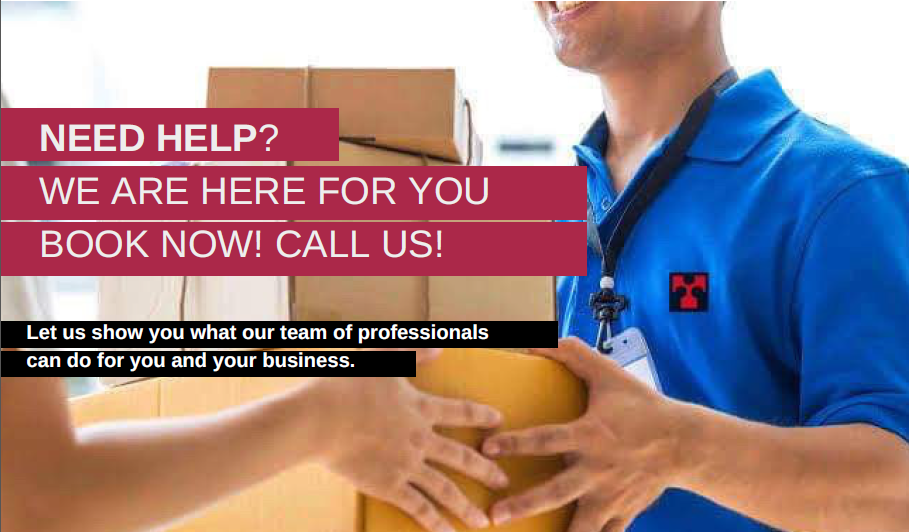 NEED HELP?
WE ARE HERE FOR YOU
BOOK NOW! CALL US!
Let us show you what our team of professionals
can do for you and your business.